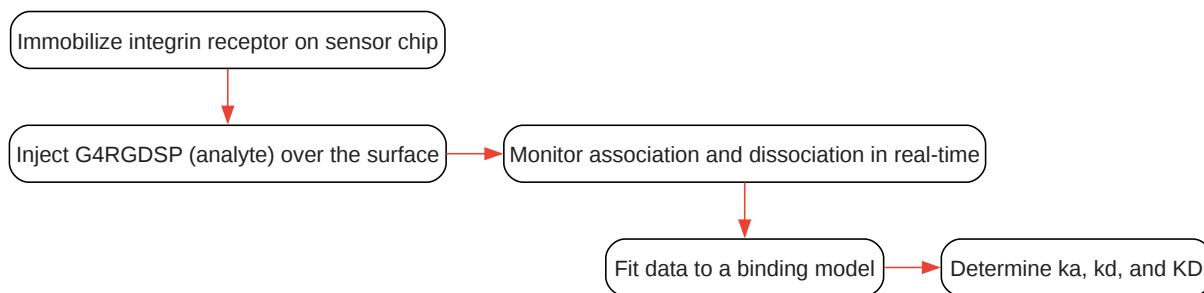 Immobilize integrin receptor on sensor chip
Inject G4RGDSP (analyte) over the surface
Monitor association and dissociation in real-time
Fit data to a binding model
Determine ka, kd, and KD